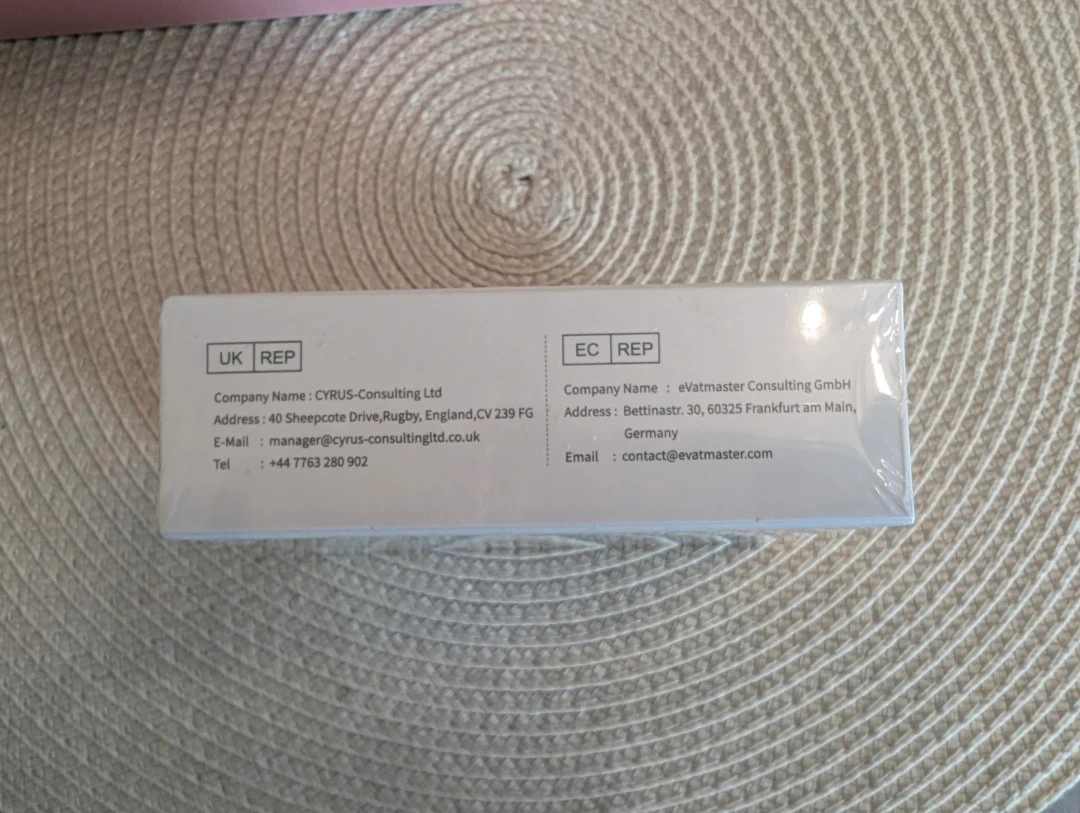 UK REP
Company Name : CYRUS-Consulting Ltd
Address : 40 Sheepcote Drive,Rugby, England,CV 239 FG
E-Mail : manager@cyrus-consultingltd.co.uk
Tel : +44 7763 280 902
EC REP
Company Name : eVatmaster Consulting GmbH
Address : Bettinastr. 30, 60325 Frankfurt am Main,
Germany
Email : contact@evatmaster.com